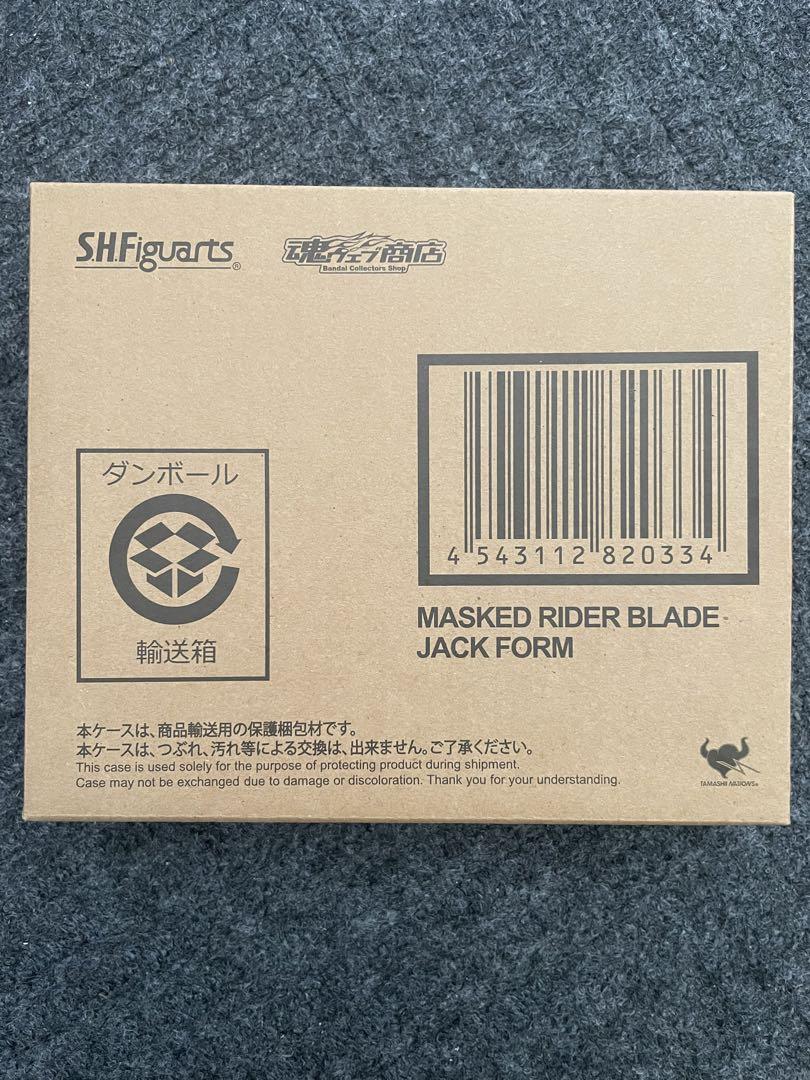 S.H.Figuarts®
魂ウェブ商店
Bandai Collectors Shop
4 543112 820334
MASKED RIDER BLADE
JACK FORM
ダンボール
輸送箱
本ケースは、商品輸送用の保護梱包材です。
本ケースは、つぶれ、汚れ等による交換は、出来ません。ご了承ください。
This case is used solely for the purpose of protecting product during shipment.
Case may not be exchanged due to damage or discoloration. Thank you for your understanding.
TAMASHII NATIONS®